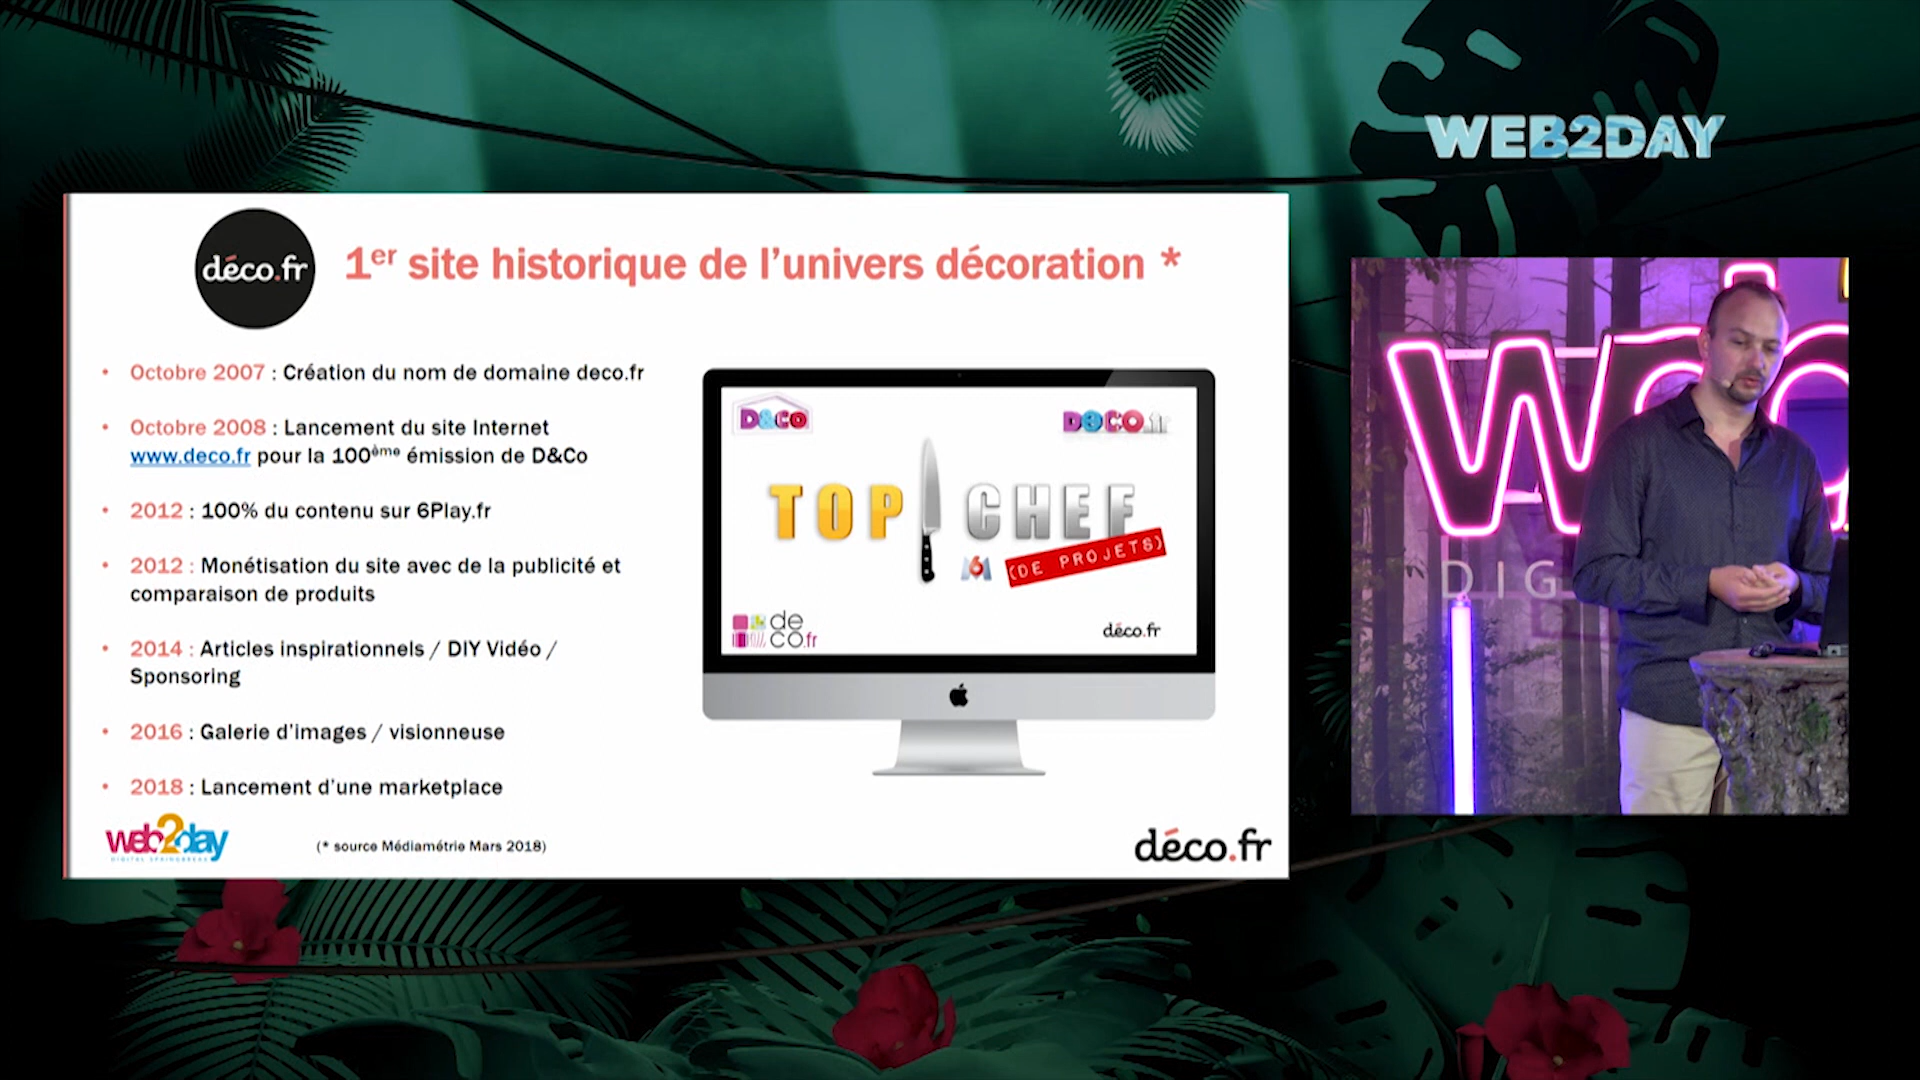 WEB2DAY
déco.fr
1er site historique de l'univers décoration *
• Octobre 2007 : Création du nom de domaine deco.fr
• Octobre 2008 : Lancement du site Internet
www.deco.fr pour la 100ème émission de D&Co
• 2012 : 100% du contenu sur 6Play.fr
• 2012 : Monétisation du site avec de la publicité et
comparaison de produits
• 2014 : Articles inspirationnels / DIY Vidéo /
Sponsoring
• 2016 : Galerie d'images / visionneuse
• 2018 : Lancement d'une marketplace
web2day
DIGITAL SPRINGBREAK
(* source Médiamétrie Mars 2018)
D&CO
DECO.fr
TOP CHEF
M6
(DE PROJETS)
deco.fr
déco.fr
déco.fr
DIG